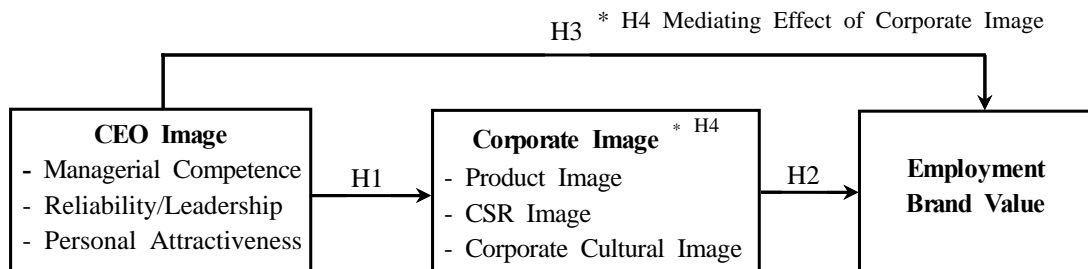 H3 * H4 Mediating Effect of Corporate Image
CEO Image
- Managerial Competence
- Reliability/Leadership
- Personal Attractiveness
H1
Corporate Image * H4
- Product Image
- CSR Image
- Corporate Cultural Image
H2
Employment
Brand Value